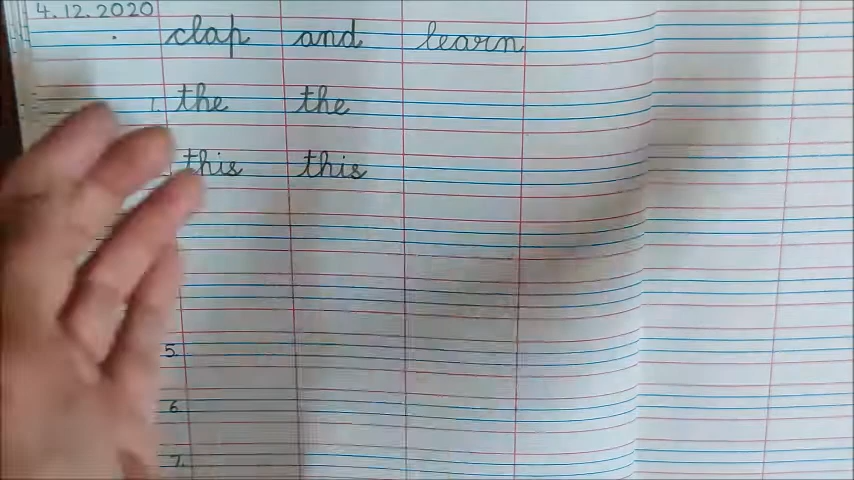 4.12.2020
clap and learn
1. the the
this this
5.
6
7.